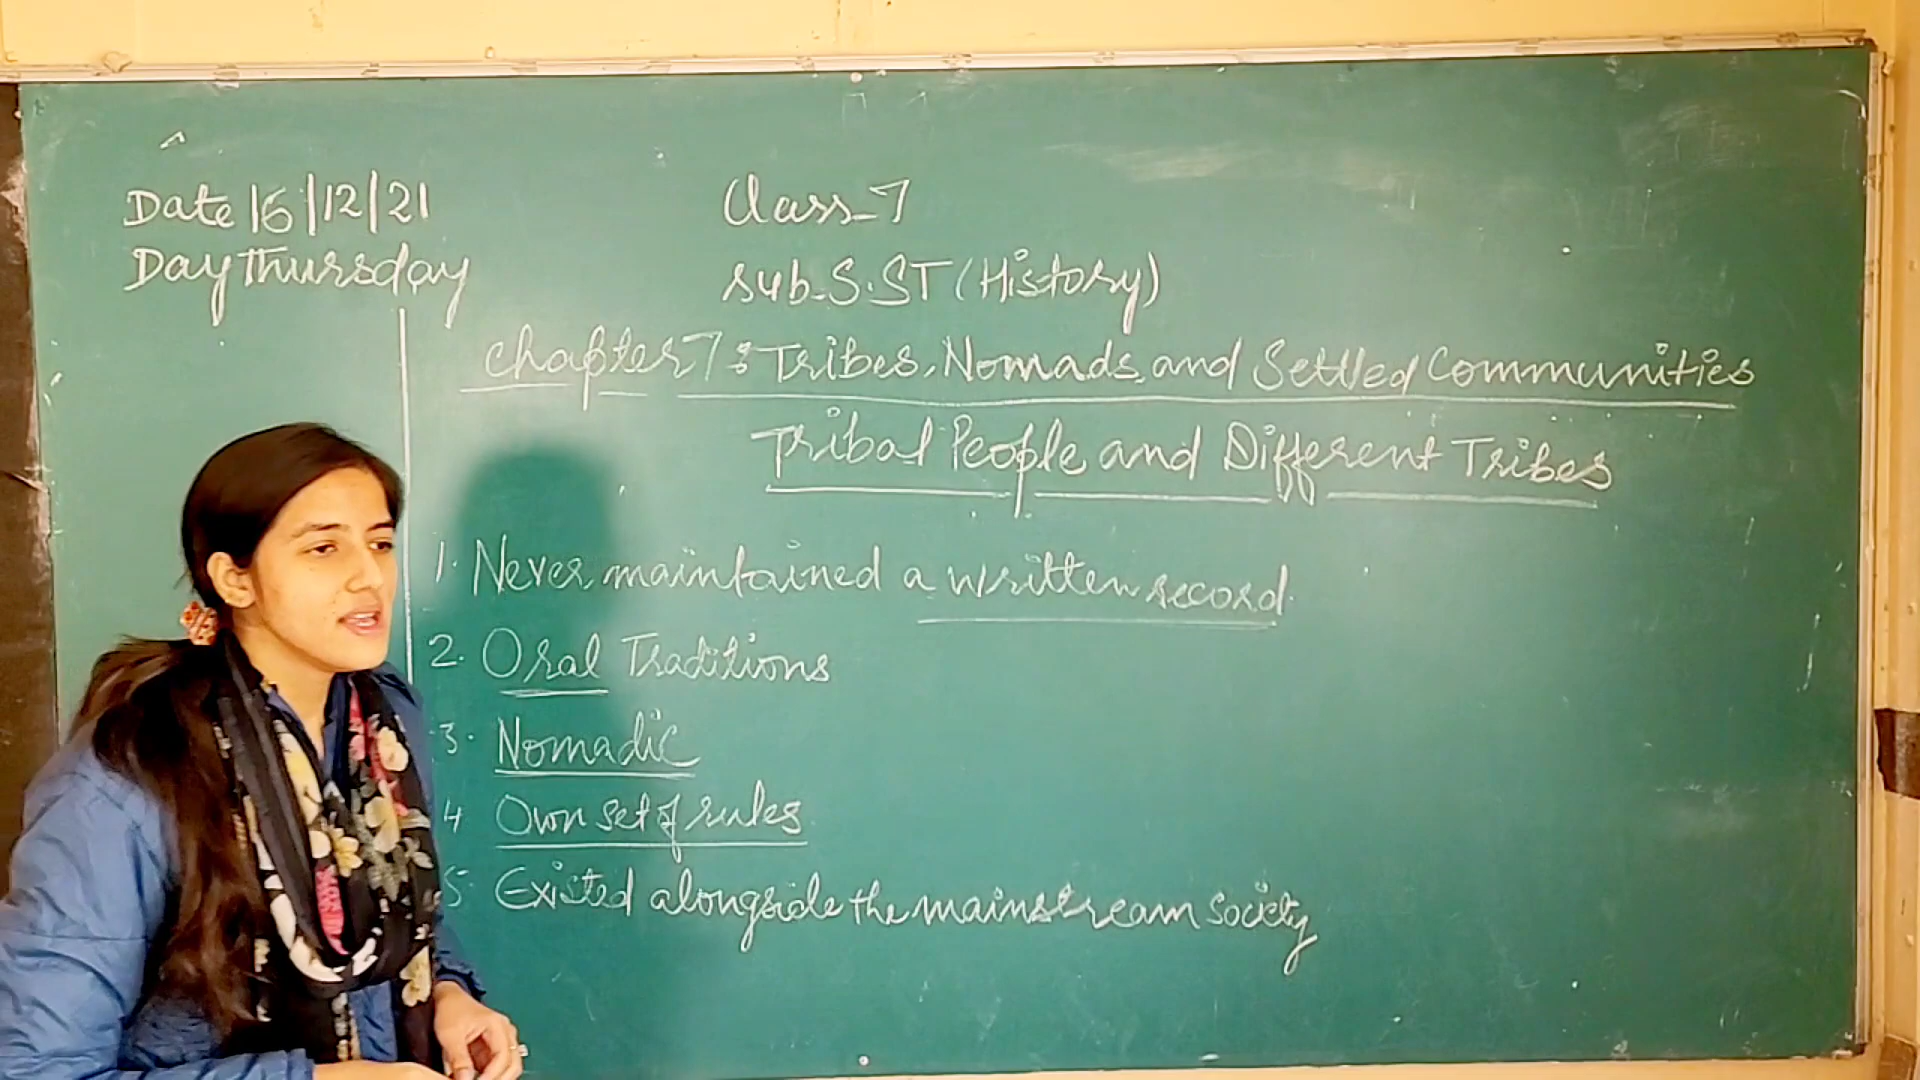 Date 16/12/21
Day Thursday
Class-7
sub-S.ST (History)
Chapter 7: Tribes, Nomads and Settled Communities
Tribal People and Different Tribes
1. Never maintained a written record.
2. Oral Traditions
3. Nomadic
4 Own set of rules
5. Existed alongside the mainstream society